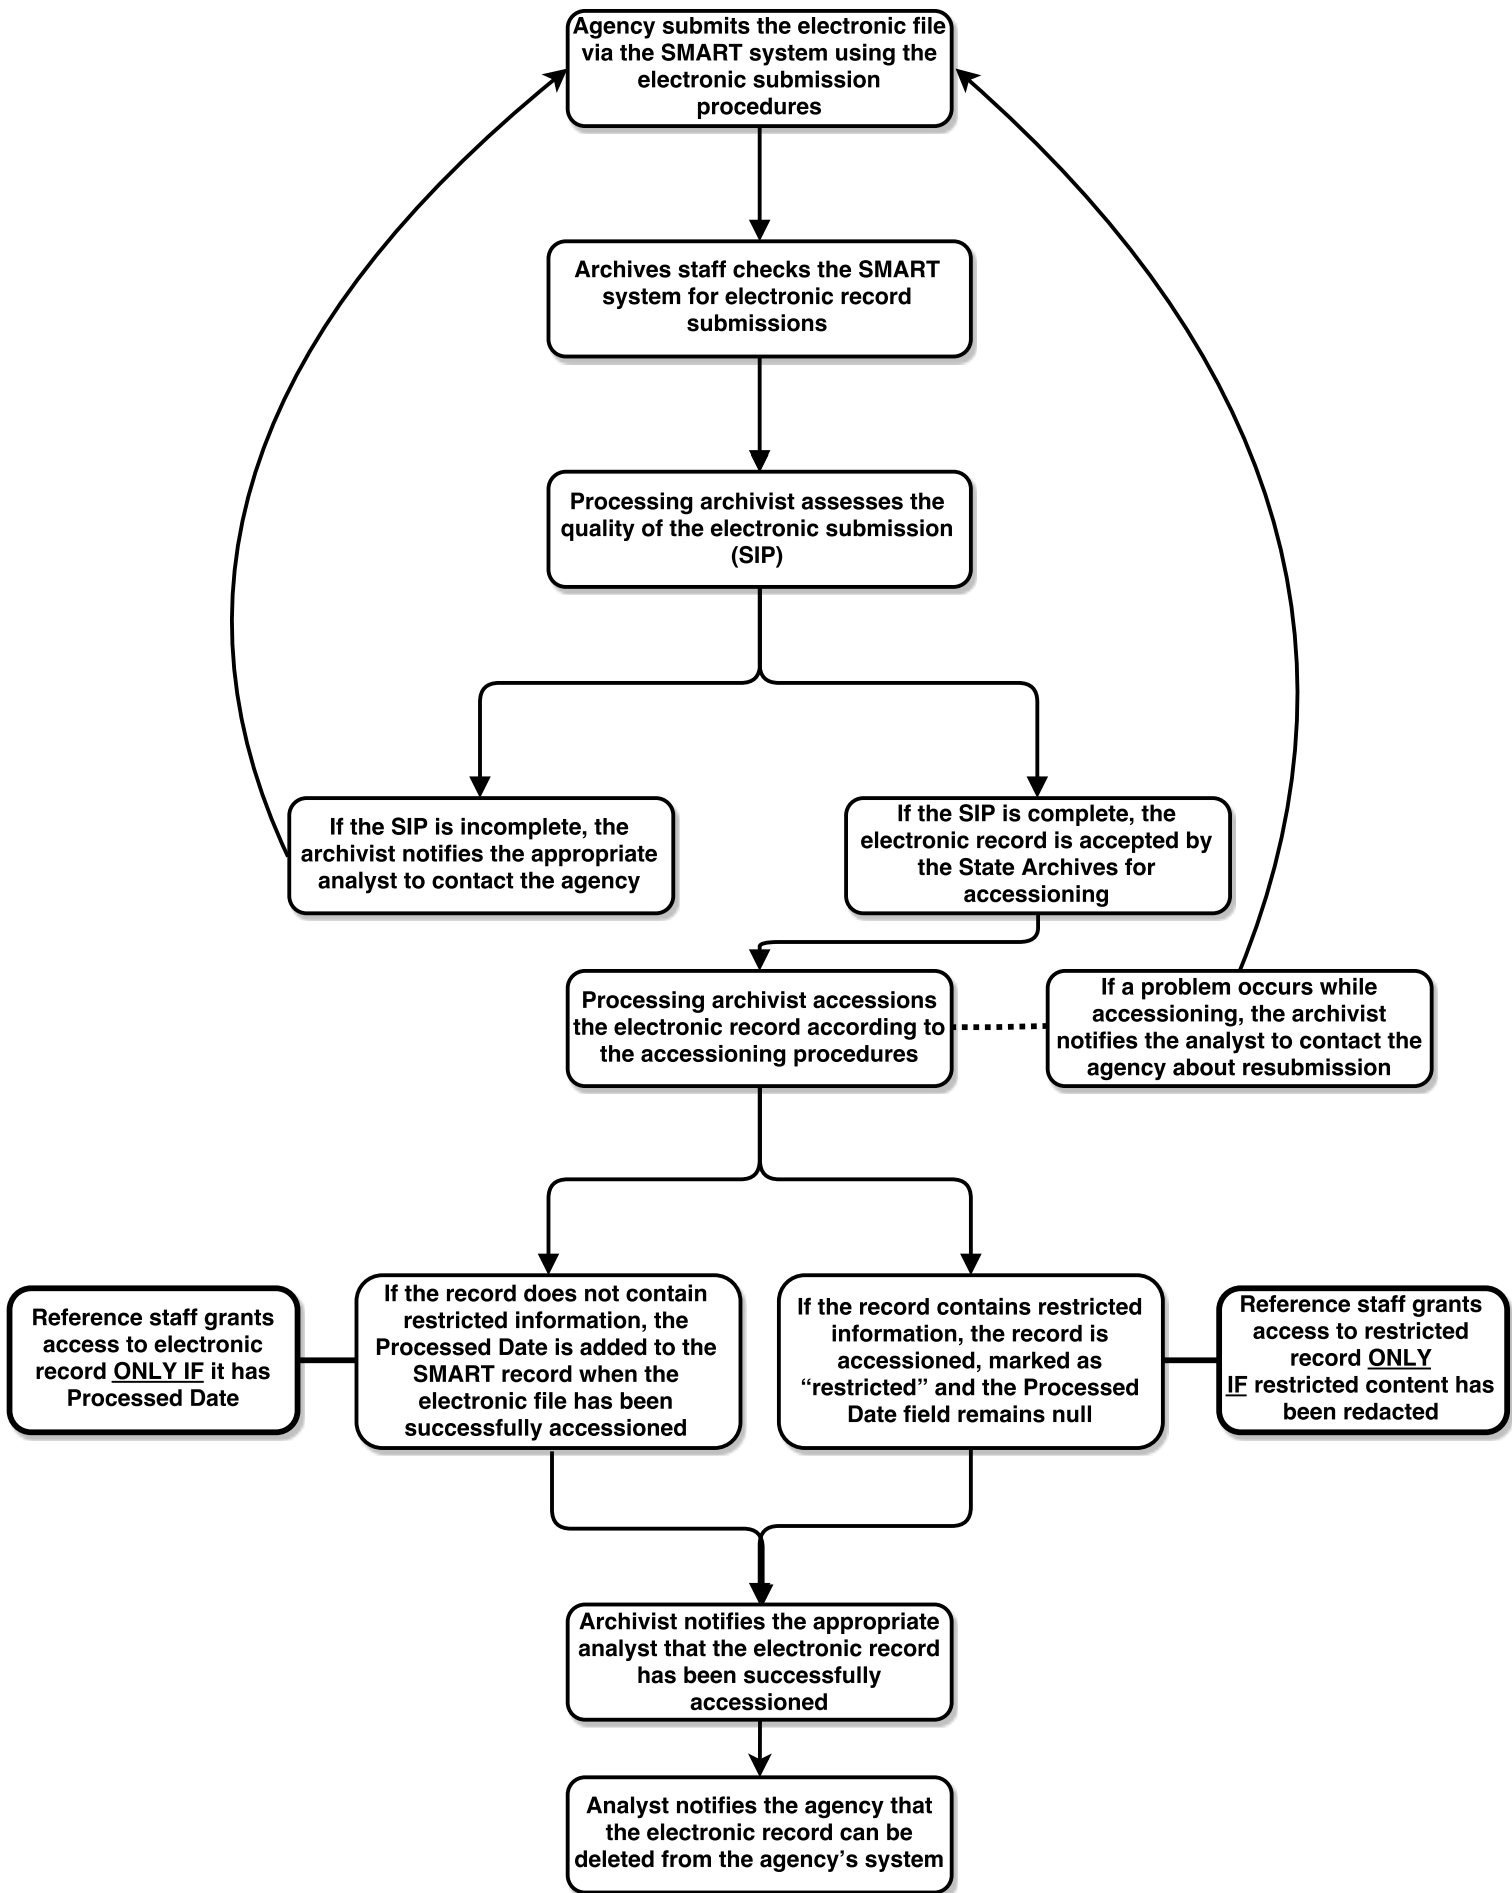 Agency submits the electronic file
via the SMART system using the
electronic submission
procedures
Archives staff checks the SMART
system for electronic record
submissions
Processing archivist assesses the
quality of the electronic submission
(SIP)
If the SIP is incomplete, the
archivist notifies the appropriate
analyst to contact the agency
If the SIP is complete, the
electronic record is accepted by
the State Archives for
accessioning
Processing archivist accessions
the electronic record according to
the accessioning procedures
If a problem occurs while
accessioning, the archivist
notifies the analyst to contact the
agency about resubmission
Reference staff grants
access to electronic
record ONLY IF it has
Processed Date
If the record does not contain
restricted information, the
Processed Date is added to the
SMART record when the
electronic file has been
successfully accessioned
If the record contains restricted
information, the record is
accessioned, marked as
“restricted” and the Processed
Date field remains null
Reference staff grants
access to restricted
record ONLY
IF restricted content has
been redacted
Archivist notifies the appropriate
analyst that the electronic record
has been successfully
accessioned
Analyst notifies the agency that
the electronic record can be
deleted from the agency’s system